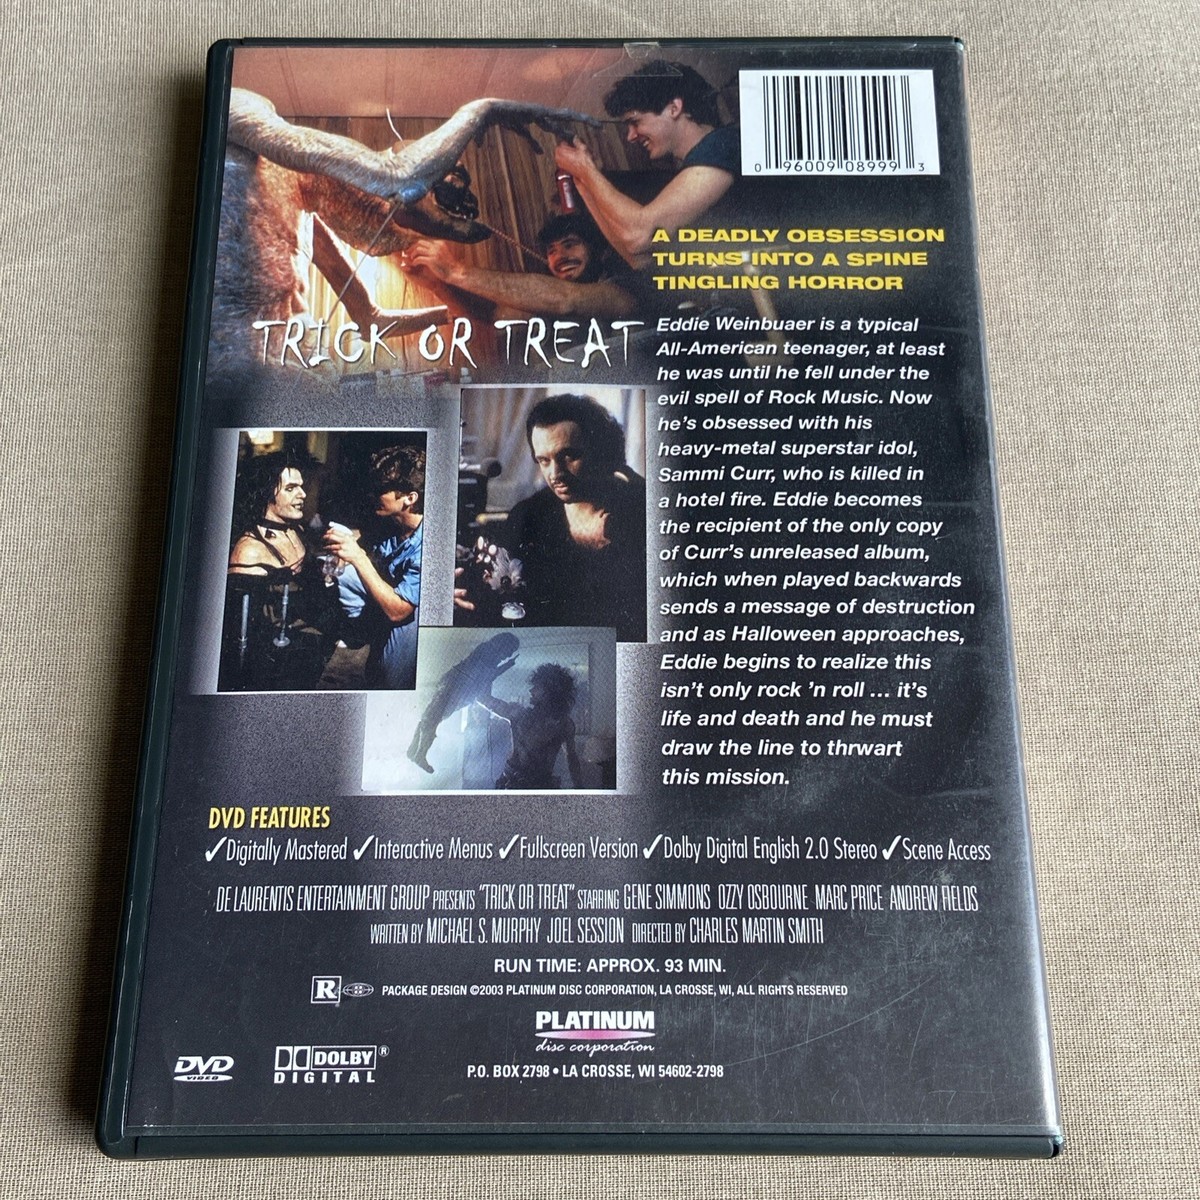 0 96009 08999 3
A DEADLY OBSESSION
TURNS INTO A SPINE
TINGLING HORROR
TRICK OR TREAT
Eddie Weinbuaer is a typical
All-American teenager, at least
he was until he fell under the
evil spell of Rock Music. Now
he's obsessed with his
heavy-metal superstar idol,
Sammi Curr, who is killed in
a hotel fire. Eddie becomes
the recipient of the only copy
of Curr's unreleased album,
which when played backwards
sends a message of destruction
and as Halloween approaches,
Eddie begins to realize this
isn't only rock 'n roll ... it's
life and death and he must
draw the line to thrwart
this mission.
DVD FEATURES
✓Digitally Mastered ✓Interactive Menus ✓Fullscreen Version ✓Dolby Digital English 2.0 Stereo ✓Scene Access
DE LAURENTIS ENTERTAINMENT GROUP PRESENTS "TRICK OR TREAT" STARRING GENE SIMMONS OZZY OSBOURNE MARC PRICE ANDREW FIELDS
WRITTEN BY MICHAEL S. MURPHY JOEL SESSION DIRECTED BY CHARLES MARTIN SMITH
RUN TIME: APPROX. 93 MIN.
R PACKAGE DESIGN ©2003 PLATINUM DISC CORPORATION, LA CROSSE, WI, ALL RIGHTS RESERVED
PLATINUM
disc corporation
DVD
VIDEO
DOLBY®
DIGITAL
P.O. BOX 2798 • LA CROSSE, WI 54602-2798